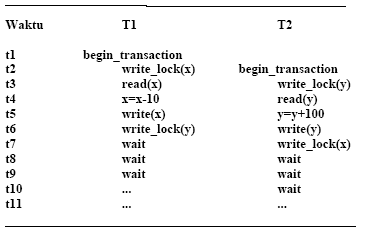 Waktu T1 T2
t1 begin_transaction
t2 write_lock(x) begin_transaction
t3 read(x) write_lock(y)
t4 x=x-10 read(y)
t5 write(x) y=y+100
t6 write_lock(y) write(y)
t7 wait write_lock(x)
t8 wait wait
t9 wait wait
t10 ... wait
t11 ... ...